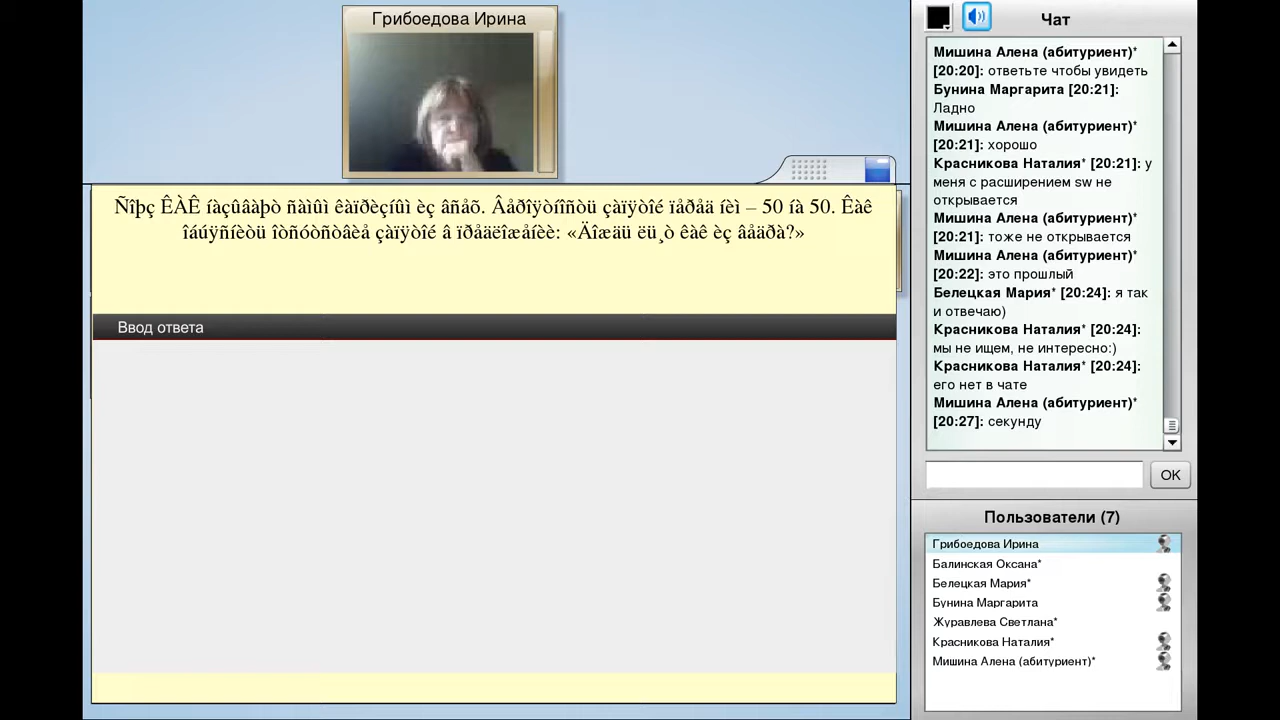 Грибоедова Ирина
Ñîþç ÊÀÊ íàçûâàþò ñàìûì êàïðèçíûì èç âñåõ. Âåðîÿòíîñòü çàïÿòîé ïåðåä íèì – 50 íà 50. Êàê
îáúÿñíèòü îòñóòñòâèå çàïÿòîé â ïðåäëîæåíèè: «Äîæäü ëü¸ò êàê èç âåäðà?»
Ввод ответа
Чат
Мишина Алена (абитуриент)*
[20:20]: ответьте чтобы увидеть
Бунина Маргарита [20:21]:
Ладно
Мишина Алена (абитуриент)*
[20:21]: хорошо
Красникова Наталия* [20:21]: у
меня с расширением sw не
открывается
Мишина Алена (абитуриент)*
[20:21]: тоже не открывается
Мишина Алена (абитуриент)*
[20:22]: это прошлый
Белецкая Мария* [20:24]: я так
и отвечаю)
Красникова Наталия* [20:24]:
мы не ищем, не интересно:)
Красникова Наталия* [20:24]:
его нет в чате
Мишина Алена (абитуриент)*
[20:27]: секунду
OK
Пользователи (7)
Грибоедова Ирина
Балинская Оксана*
Белецкая Мария*
Бунина Маргарита
Журавлева Светлана*
Красникова Наталия*
Мишина Алена (абитуриент)*